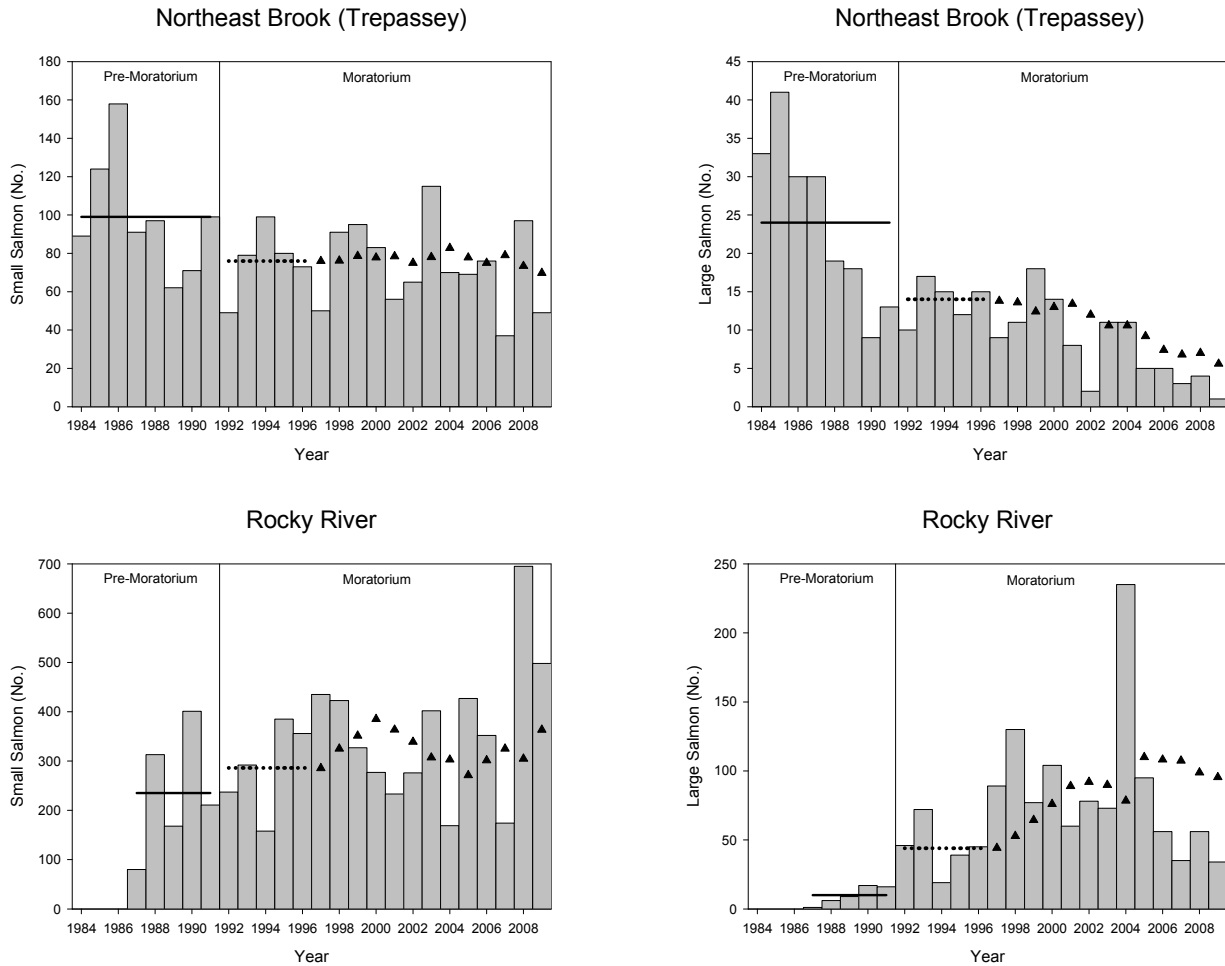 Northeast Brook (Trepassey)
Pre-Moratorium
Moratorium
Small Salmon (No.)
180
160
140
120
100
80
60
40
20
0
1984 1986 1988 1990 1992 1994 1996 1998 2000 2002 2004 2006 2008
Year
Northeast Brook (Trepassey)
Pre-Moratorium
Moratorium
Large Salmon (No.)
45
40
35
30
25
20
15
10
5
0
1984 1986 1988 1990 1992 1994 1996 1998 2000 2002 2004 2006 2008
Year
Rocky River
Pre-Moratorium
Moratorium
Small Salmon (No.)
700
600
500
400
300
200
100
0
1984 1986 1988 1990 1992 1994 1996 1998 2000 2002 2004 2006 2008
Year
Rocky River
Pre-Moratorium
Moratorium
Large Salmon (No.)
250
200
150
100
50
0
1984 1986 1988 1990 1992 1994 1996 1998 2000 2002 2004 2006 2008
Year